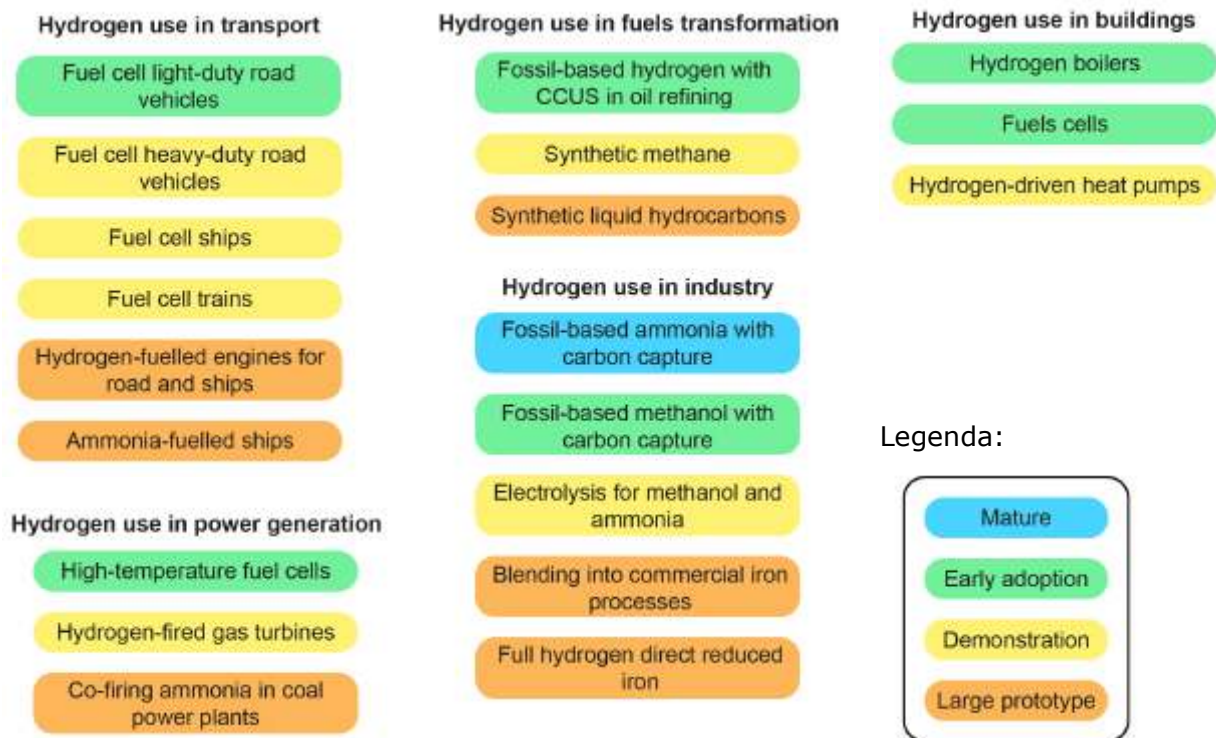 Hydrogen use in transport
Fuel cell light-duty road
vehicles
Fuel cell heavy-duty road
vehicles
Fuel cell ships
Fuel cell trains
Hydrogen-fuelled engines for
road and ships
Ammonia-fuelled ships
Hydrogen use in power generation
High-temperature fuel cells
Hydrogen-fired gas turbines
Co-firing ammonia in coal
power plants
Hydrogen use in fuels transformation
Fossil-based hydrogen with
CCUS in oil refining
Synthetic methane
Synthetic liquid hydrocarbons
Hydrogen use in industry
Fossil-based ammonia with
carbon capture
Fossil-based methanol with
carbon capture
Electrolysis for methanol and
ammonia
Blending into commercial iron
processes
Full hydrogen direct reduced
iron
Hydrogen use in buildings
Hydrogen boilers
Fuels cells
Hydrogen-driven heat pumps
Legenda:
Mature
Early adoption
Demonstration
Large prototype